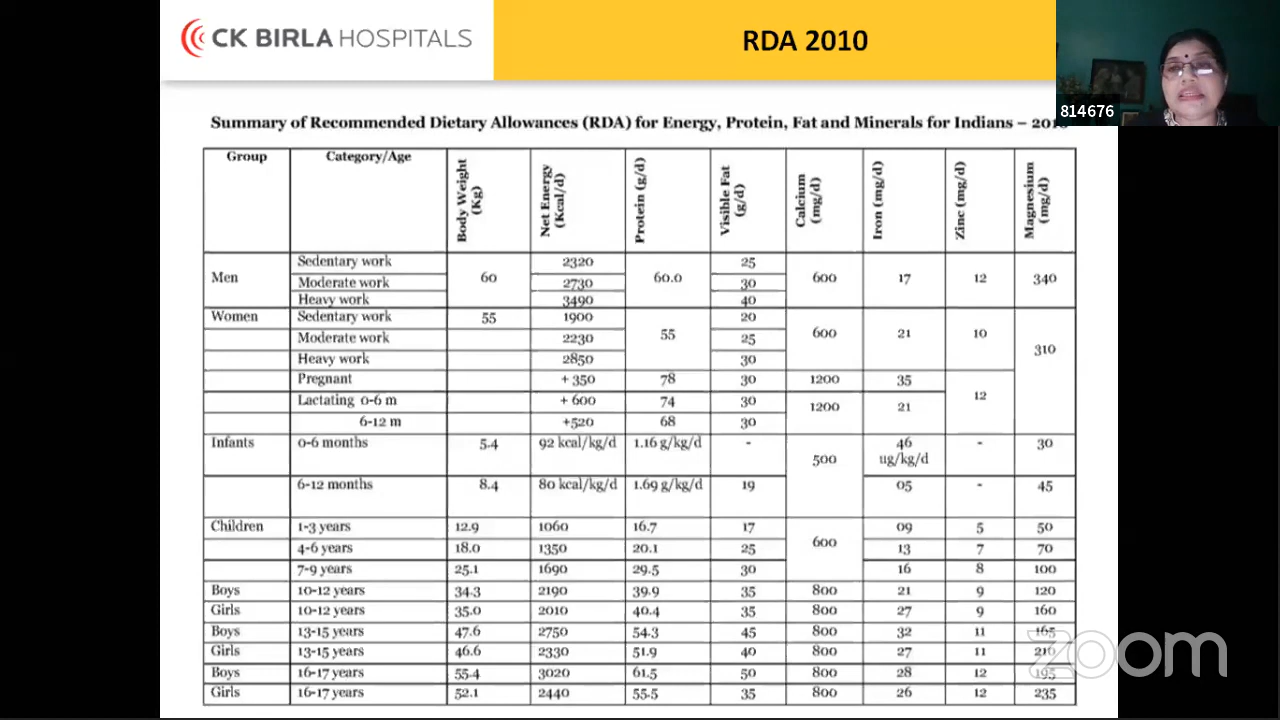 CK BIRLA HOSPITALS
RDA 2010
814676
Summary of Recommended Dietary Allowances (RDA) for Energy, Protein, Fat and Minerals for Indians –
Group Category/Age Body Weight (Kg) Net Energy (Kcal/d) Protein (g/d) Visible Fat (g/d) Calcium (mg/d) Iron (mg/d) Zinc (mg/d) Magnesium (mg/d)
Men Sedentary work 60 2320 60.0 25 600 17 12 340
Moderate work 2730 30
Heavy work 3490 40
Women Sedentary work 55 1900 55 20 600 21 10 310
Moderate work 2230 25
Heavy work 2850 30
Pregnant + 350 78 30 1200 35 12
Lactating 0-6 m + 600 74 30 1200 21
6-12 m +520 68 30
Infants 0-6 months 5.4 92 kcal/kg/d 1.16 g/kg/d - 500 46 ug/kg/d - 30
6-12 months 8.4 80 kcal/kg/d 1.69 g/kg/d 19 05 - 45
Children 1-3 years 12.9 1060 16.7 17 600 09 5 50
4-6 years 18.0 1350 20.1 25 13 7 70
7-9 years 25.1 1690 29.5 30 16 8 100
Boys 10-12 years 34.3 2190 39.9 35 800 21 9 120
Girls 10-12 years 35.0 2010 40.4 35 800 27 9 160
Boys 13-15 years 47.6 2750 54.3 45 800 32 11 165
Girls 13-15 years 46.6 2330 51.9 40 800 27 11 210
Boys 16-17 years 55.4 3020 61.5 50 800 28 12 195
Girls 16-17 years 52.1 2440 55.5 35 800 26 12 235
zoom